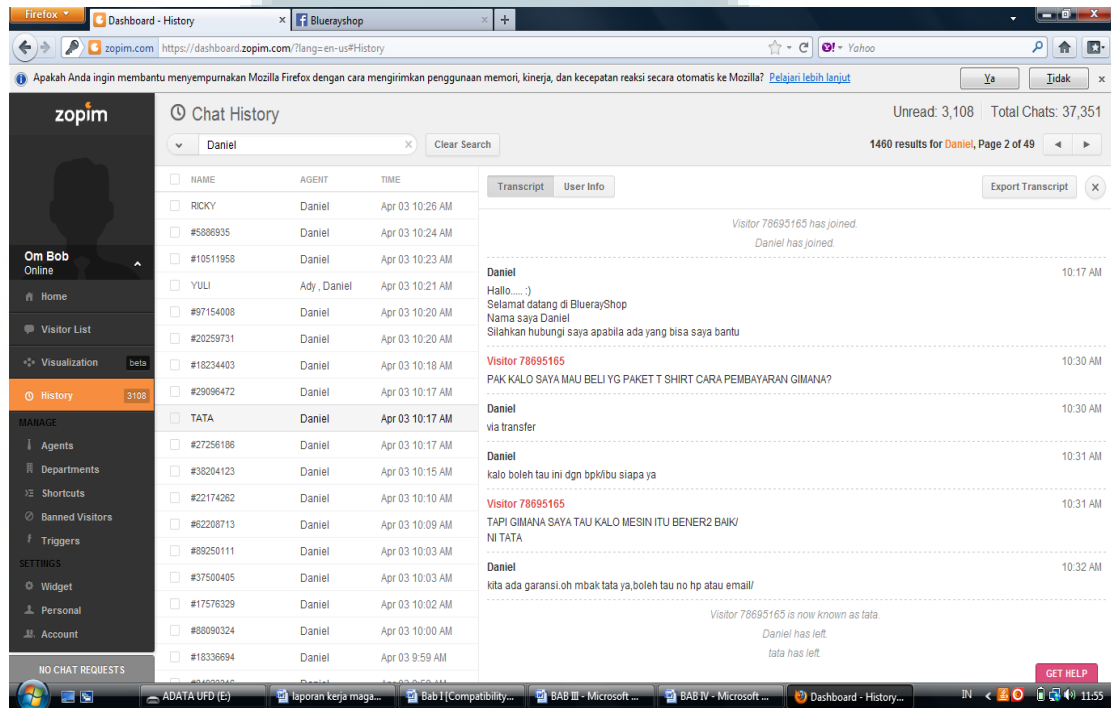 Firefox
Dashboard - History
Bluerayshop
zopim.com https://dashboard.zopim.com/?lang=en-us#History
Yahoo
Apakah Anda ingin membantu menyempurnakan Mozilla Firefox dengan cara mengirimkan penggunaan memori, kinerja, dan kecepatan reaksi secara otomatis ke Mozilla? Pelajari lebih lanjut
Ya
Tidak
zopim
Om Bob
Online
Home
Visitor List
Visualization beta
History 3108
MANAGE
Agents
Departments
Shortcuts
Banned Visitors
Triggers
SETTINGS
Widget
Personal
Account
NO CHAT REQUESTS
Chat History
Unread: 3,108 Total Chats: 37,351
Daniel
Clear Search
1460 results for Daniel, Page 2 of 49
NAME AGENT TIME
RICKY Daniel Apr 03 10:26 AM
#5886935 Daniel Apr 03 10:24 AM
#10511958 Daniel Apr 03 10:23 AM
YULI Ady , Daniel Apr 03 10:21 AM
#97154008 Daniel Apr 03 10:20 AM
#20259731 Daniel Apr 03 10:20 AM
#18234403 Daniel Apr 03 10:18 AM
#29096472 Daniel Apr 03 10:17 AM
TATA Daniel Apr 03 10:17 AM
#27256186 Daniel Apr 03 10:17 AM
#38204123 Daniel Apr 03 10:15 AM
#22174262 Daniel Apr 03 10:10 AM
#62208713 Daniel Apr 03 10:09 AM
#89250111 Daniel Apr 03 10:03 AM
#37500405 Daniel Apr 03 10:03 AM
#17576329 Daniel Apr 03 10:02 AM
#88090324 Daniel Apr 03 10:00 AM
#18336694 Daniel Apr 03 9:59 AM
Transcript
User Info
Export Transcript
Visitor 78695165 has joined.
Daniel has joined.
Daniel 10:17 AM
Hallo..... :)
Selamat datang di BluerayShop
Nama saya Daniel
Silahkan hubungi saya apabila ada yang bisa saya bantu
Visitor 78695165 10:30 AM
PAK KALO SAYA MAU BELI YG PAKET T SHIRT CARA PEMBAYARAN GIMANA?
Daniel 10:30 AM
via transfer
Daniel 10:31 AM
kalo boleh tau ini dgn bpk/ibu siapa ya
Visitor 78695165 10:31 AM
TAPI GIMANA SAYA TAU KALO MESIN ITU BENER2 BAIK/
NI TATA
Daniel 10:32 AM
kita ada garansi.oh mbak tata ya,boleh tau no hp atau email/
Visitor 78695165 is now known as tata.
Daniel has left.
tata has left.
GET HELP
ADATA UFD (E:)
laporan kerja maga...
Bab I [Compatibility...
BAB III - Microsoft ...
BAB IV - Microsoft ...
Dashboard - History...
IN
11:55